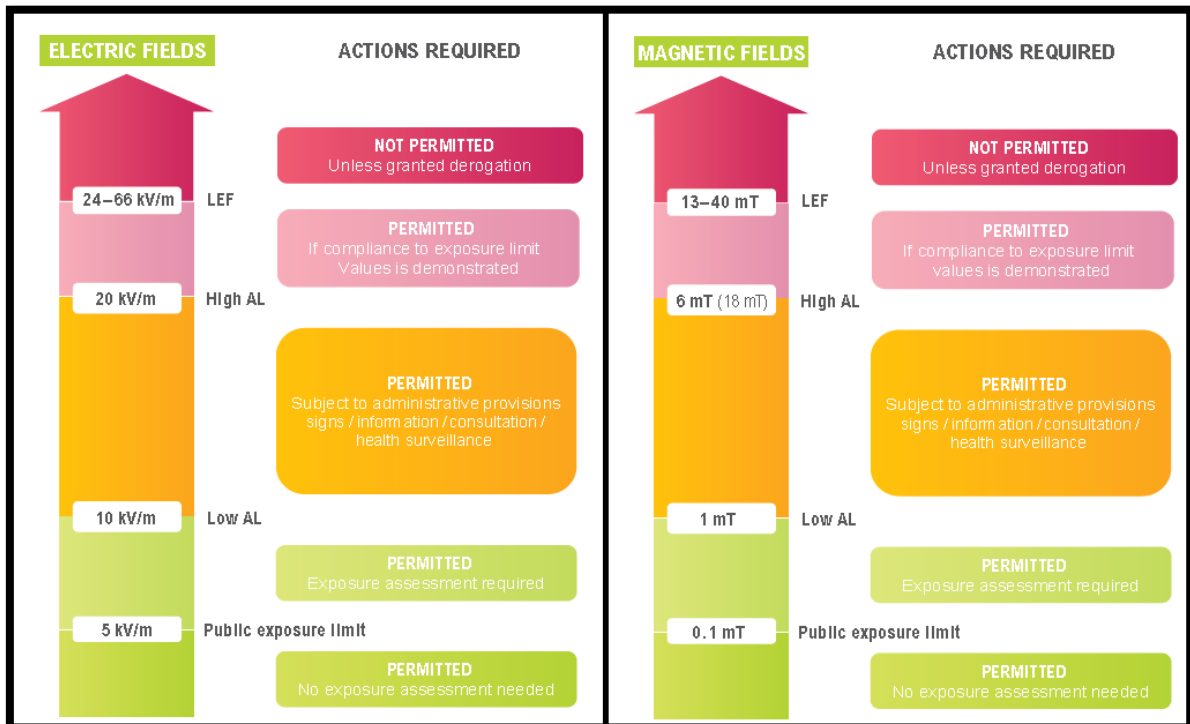 ELECTRIC FIELDS
ACTIONS REQUIRED
NOT PERMITTED
Unless granted derogation
24–66 kV/m
LEF
PERMITTED
If compliance to exposure limit
Values is demonstrated
20 kV/m
High AL
PERMITTED
Subject to administrative provisions
signs / information / consultation /
health surveillance
10 kV/m
Low AL
PERMITTED
Exposure assessment required
5 kV/m
Public exposure limit
PERMITTED
No exposure assessment needed
MAGNETIC FIELDS
ACTIONS REQUIRED
NOT PERMITTED
Unless granted derogation
13–40 mT
LEF
PERMITTED
If compliance to exposure limit
values is demonstrated
6 mT (18 mT)
High AL
PERMITTED
Subject to administrative provisions
signs / information / consultation /
health surveillance
1 mT
Low AL
PERMITTED
Exposure assessment required
0.1 mT
Public exposure limit
PERMITTED
No exposure assessment needed